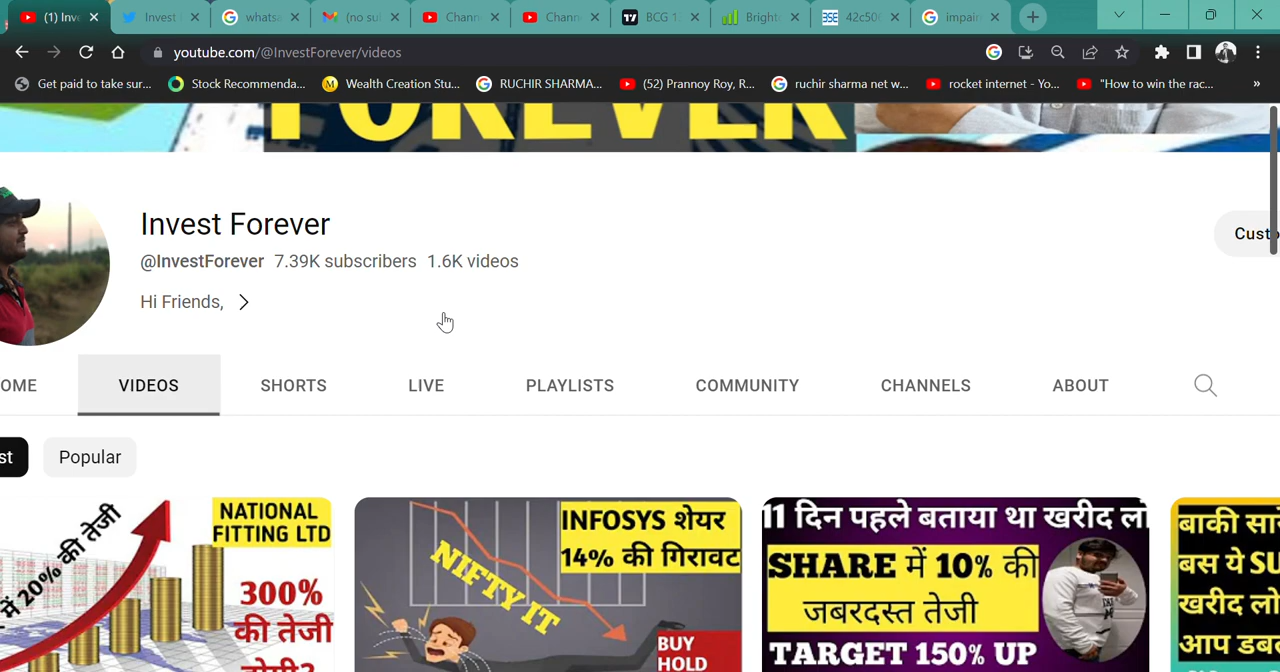 (1) Inv
Invest
whats
(no su
Chann
Chann
BCG 1
Bright
42c50
impair
youtube.com/@InvestForever/videos
Get paid to take sur...
Stock Recommenda...
Wealth Creation Stu...
RUCHIR SHARMA...
(52) Prannoy Roy, R...
ruchir sharma net w...
rocket internet - Yo...
"How to win the rac...
»
FOREVER
Invest Forever
@InvestForever 7.39K subscribers 1.6K videos
Hi Friends,
Custo
OME
VIDEOS
SHORTS
LIVE
PLAYLISTS
COMMUNITY
CHANNELS
ABOUT
st
Popular
में 20% की तेजी
NATIONAL
FITTING LTD
300%
की तेजी
होगी?
INFOSYS शेयर
14% की गिरावट
NIFTY IT
BUY
HOLD
11 दिन पहले बताया था खरीद लो
SHARE में 10% की
जबरदस्त तेजी
TARGET 150% UP
बाकी सा
बस ये SU
खरीद लो
आप डब